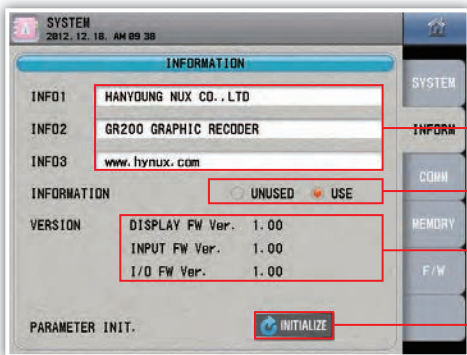 SYSTEM
2012. 12. 18. AM 09 38
INFORMATION
SYSTEM
INFO1 HANYOUNG NUX CO.,LTD
INFO2 GR200 GRAPHIC RECODER
INFORM
INFO3 www.hynux.com
COMM
INFORMATION UNUSED USE
VERSION DISPLAY FW Ver. 1.00
MEMORY
INPUT FW Ver. 1.00
I/O FW Ver. 1.00
F/W
PARAMETER INIT. INITIALIZE